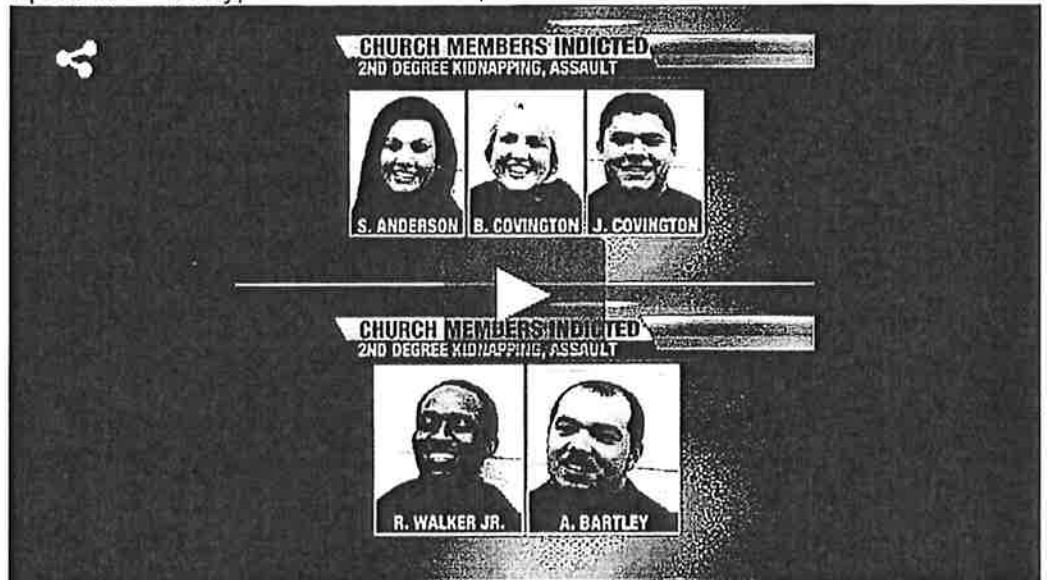 CHURCH MEMBERS INDICTED
2ND DEGREE KIDNAPPING, ASSAULT
S. ANDERSON B. COVINGTON J. COVINGTON
CHURCH MEMBERS INDICTED
2ND DEGREE KIDNAPPING, ASSAULT
R. WALKER JR. A. BARTLEY